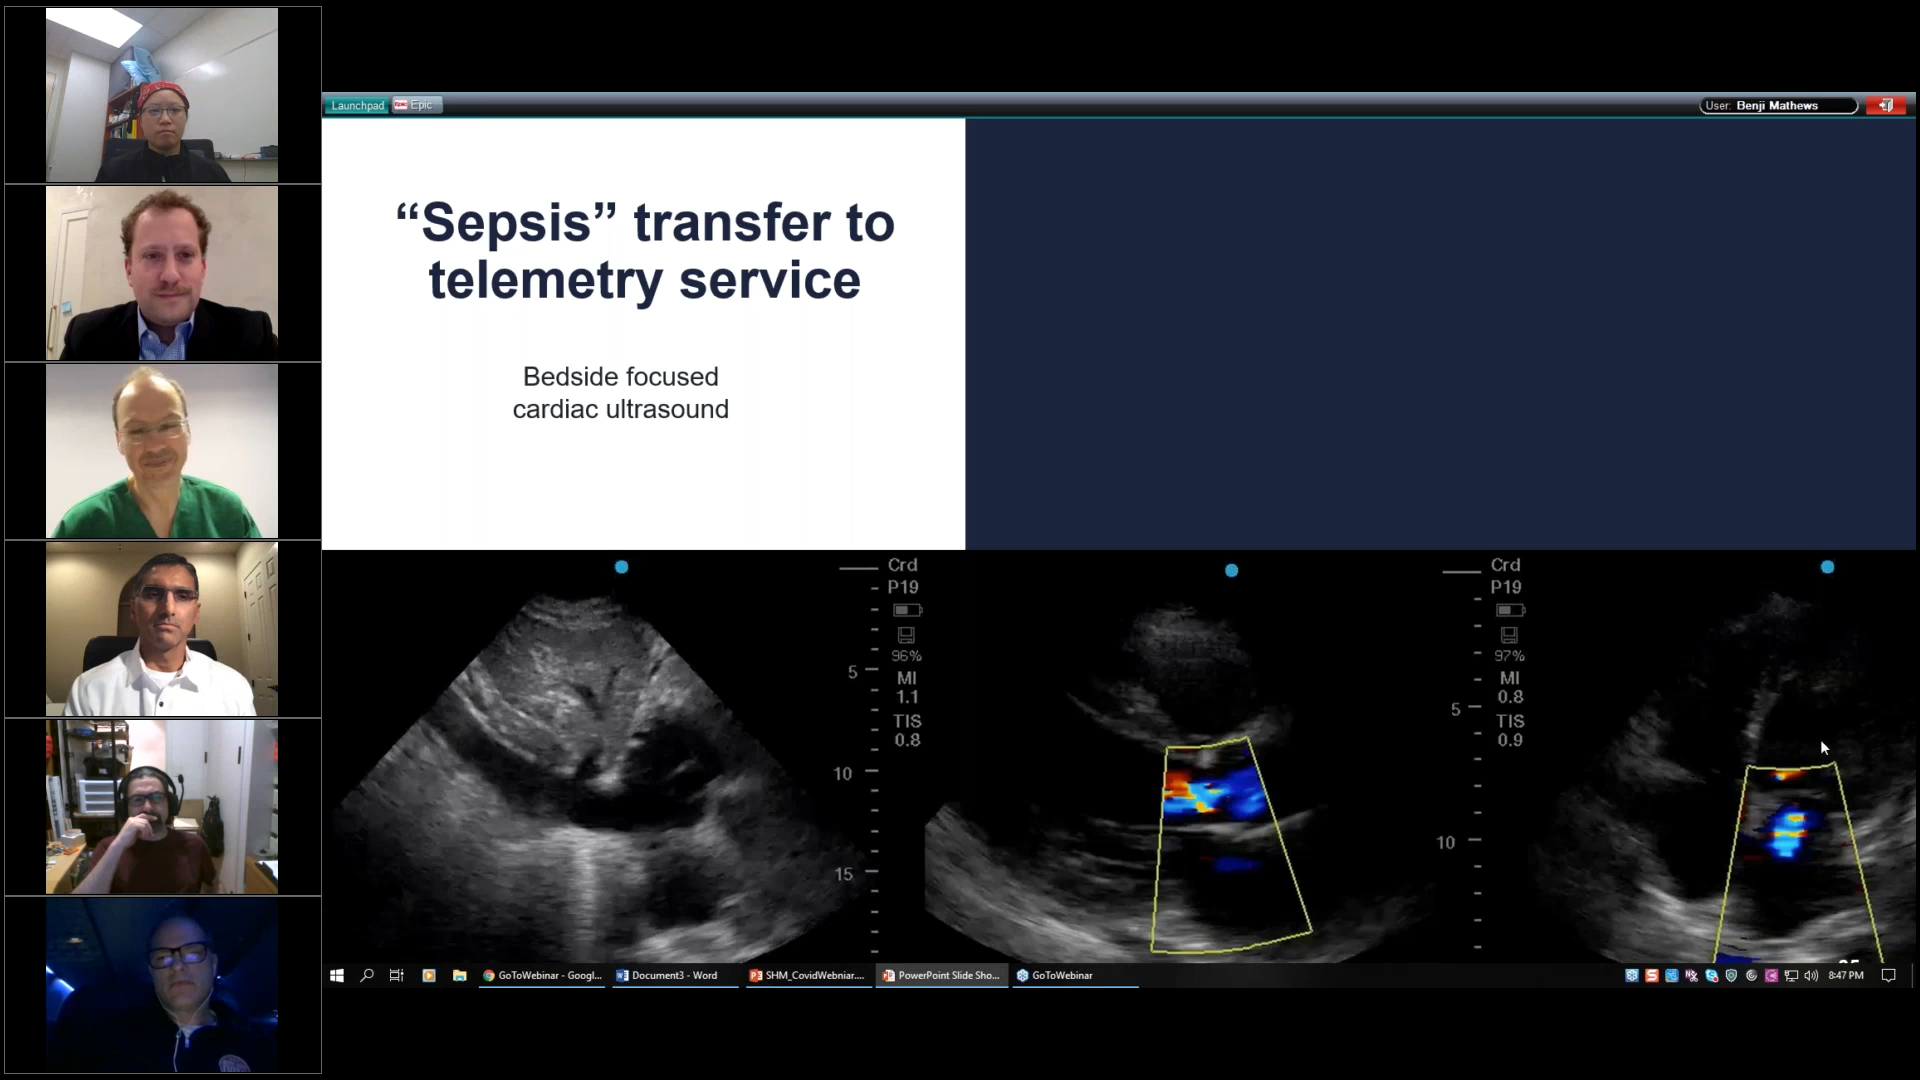 Launchpad
Epic Epic
User: Benji Mathews
“Sepsis” transfer to
telemetry service
Bedside focused
cardiac ultrasound
Crd
P19
96%
5
MI
1.1
TIS
0.8
10
15
Crd
P19
97%
MI
5
0.8
TIS
0.9
10
GoToWebinar - Googl...
Document3 - Word
SHM_CovidWebniar....
PowerPoint Slide Sho...
GoToWebinar
8:47 PM